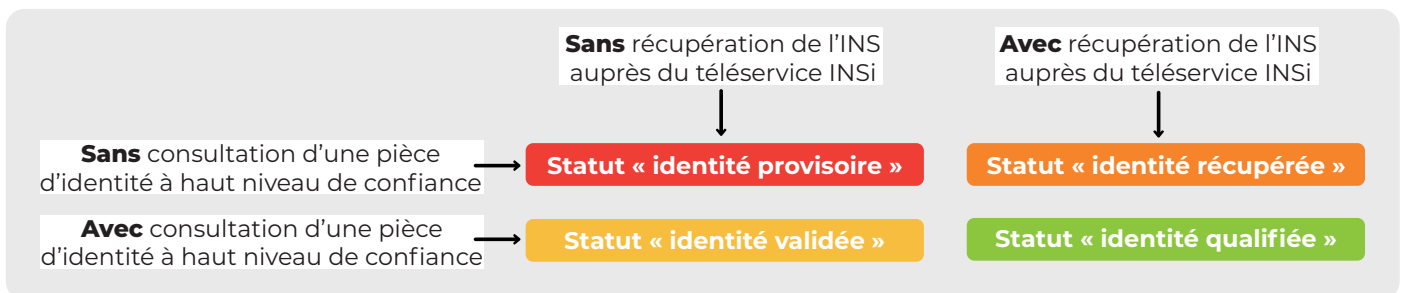 Sans récupération de l’INS
auprès du téléservice INSi
Avec récupération de l’INS
auprès du téléservice INSi
Sans consultation d’une pièce
d’identité à haut niveau de confiance
Statut « identité provisoire »
Statut « identité récupérée »
Avec consultation d’une pièce
d’identité à haut niveau de confiance
Statut « identité validée »
Statut « identité qualifiée »